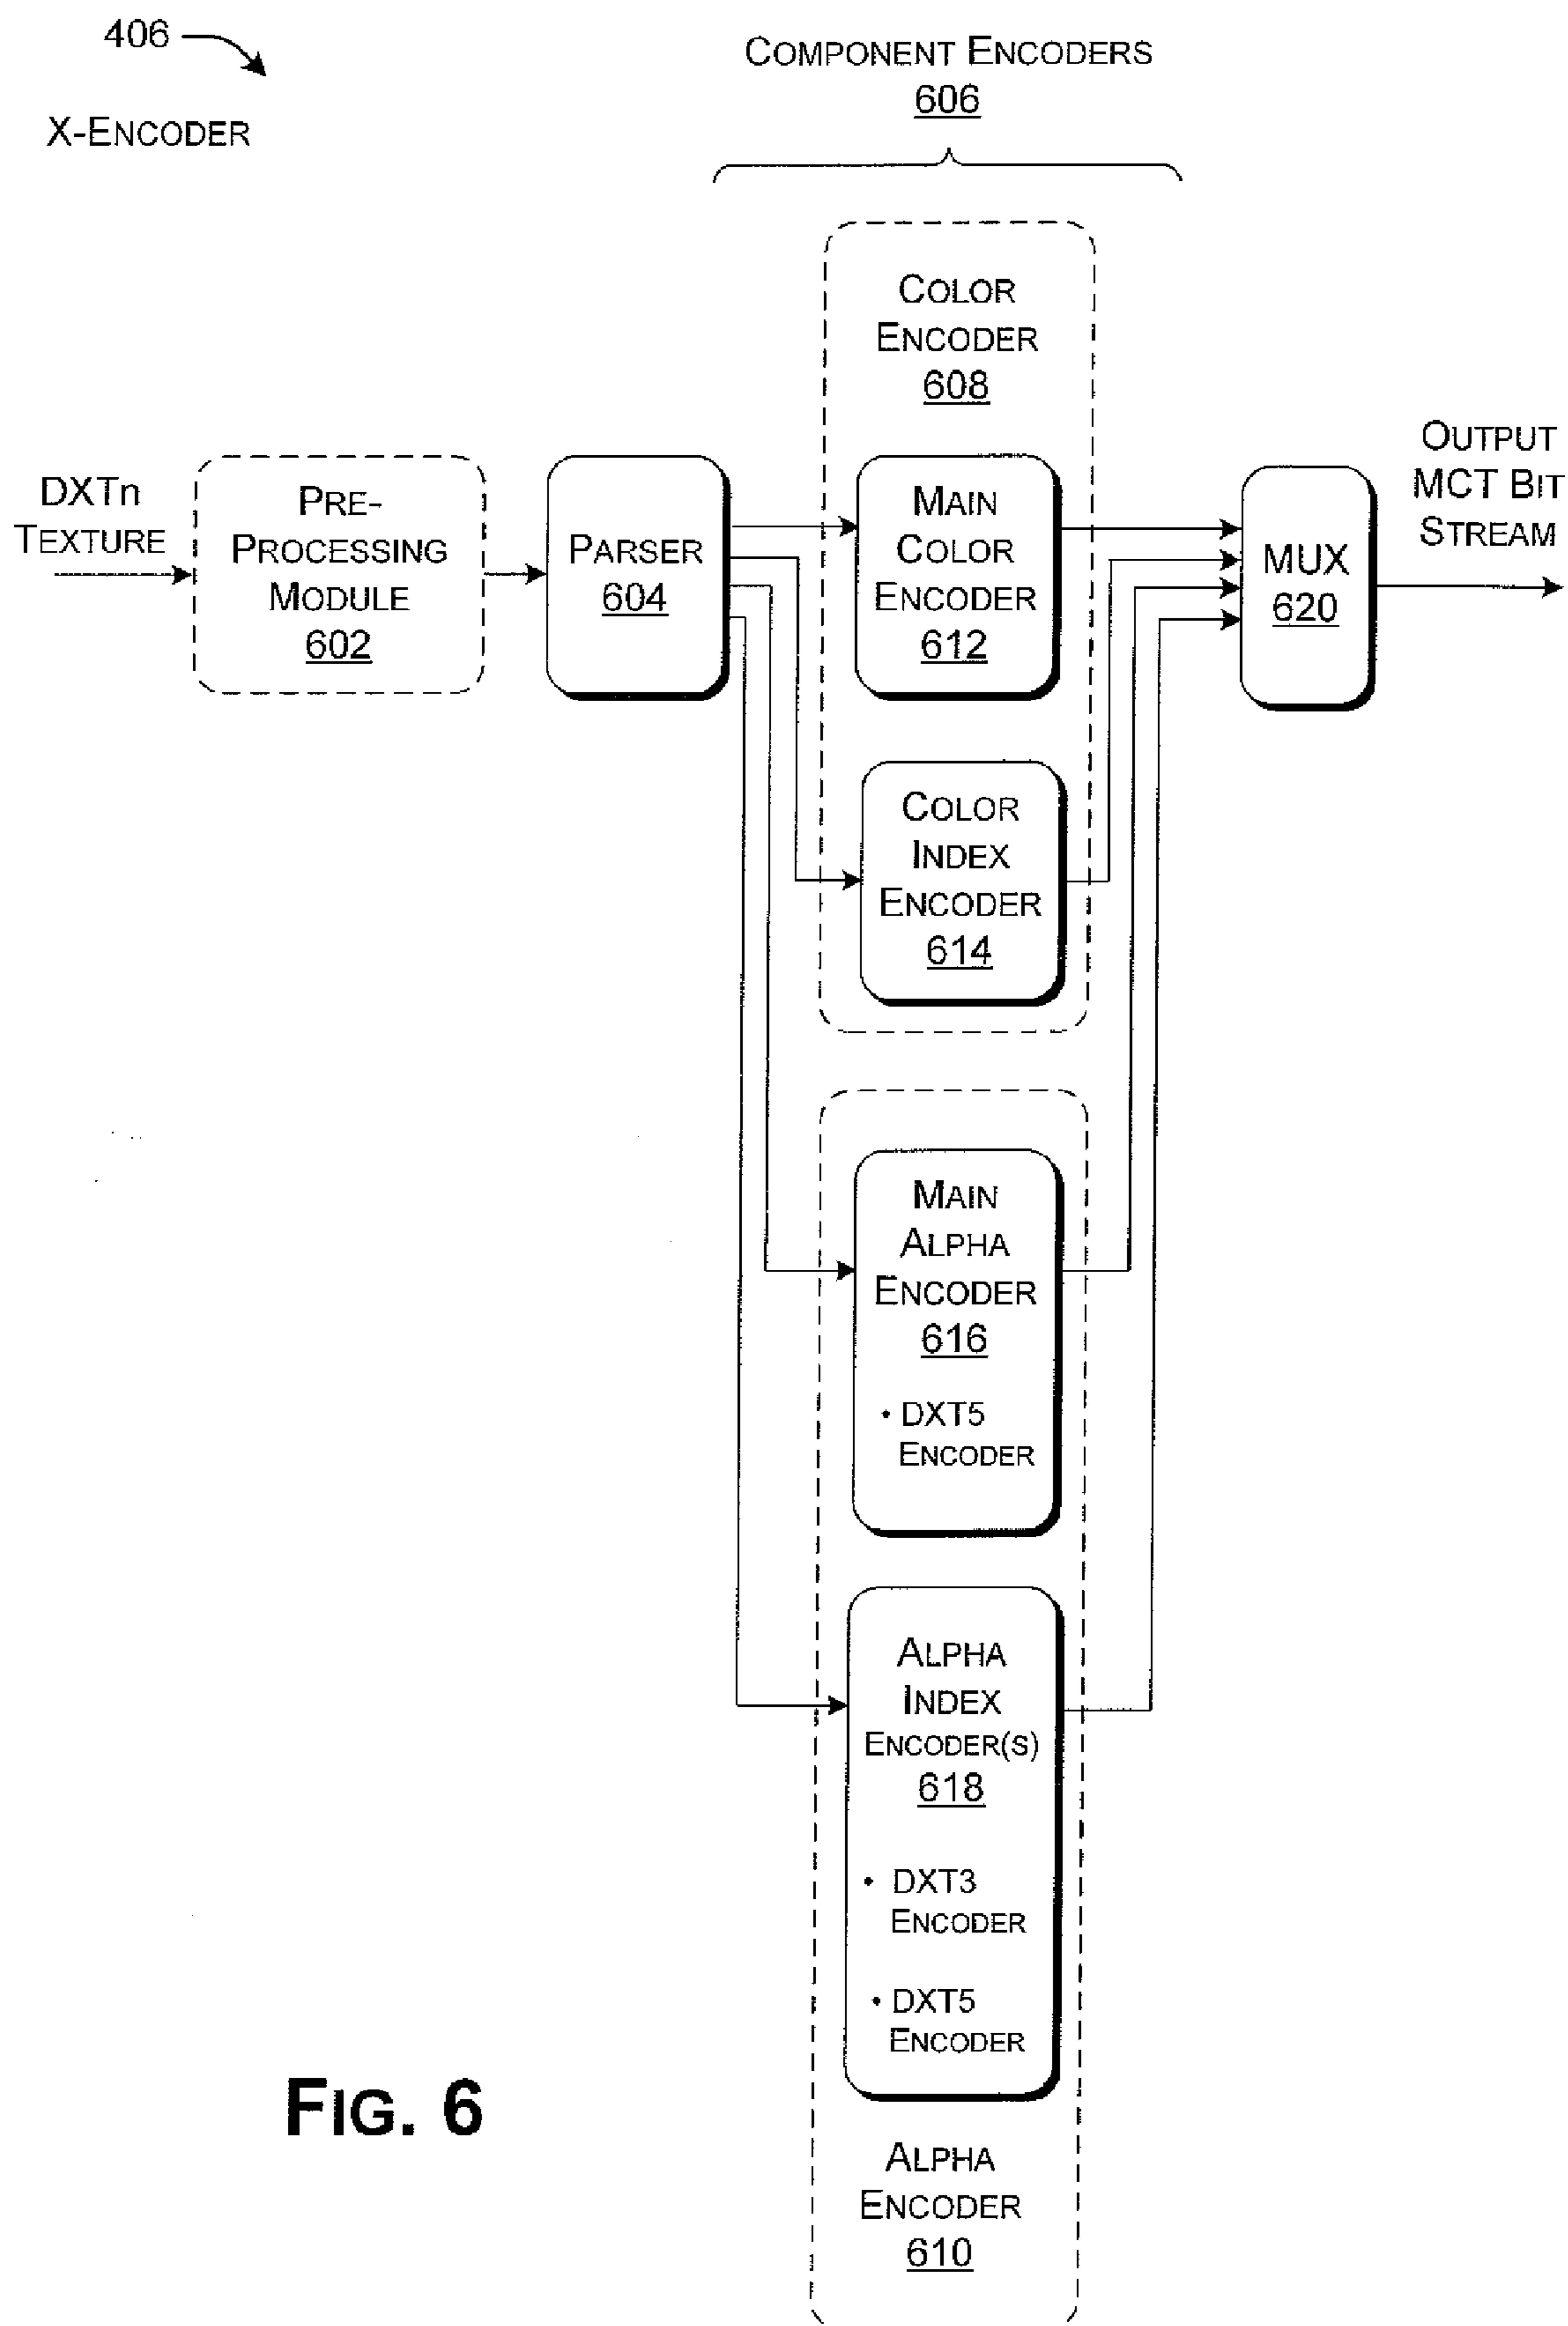 406
X-ENCODER
COMPONENT ENCODERS
606
COLOR
ENCODER
608
DXTn
TEXTURE
PRE-
PROCESSING
MODULE
602
PARSER
604
MAIN
COLOR
ENCODER
612
MUX
620
OUTPUT
MCT BIT
STREAM
COLOR
INDEX
ENCODER
614
MAIN
ALPHA
ENCODER
616
• DXT5
ENCODER
ALPHA
INDEX
ENCODER(S)
618
• DXT3
ENCODER
• DXT5
ENCODER
ALPHA
ENCODER
610
FIG. 6